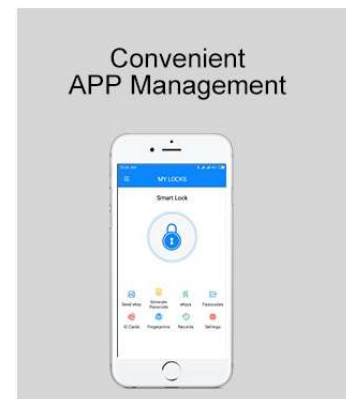 Convenient
APP Management
MY LOCKS
Smart Lock
Send eKey
Generate Passcode
eKeys
Passcodes
IC Cards
Fingerprints
Records
Settings